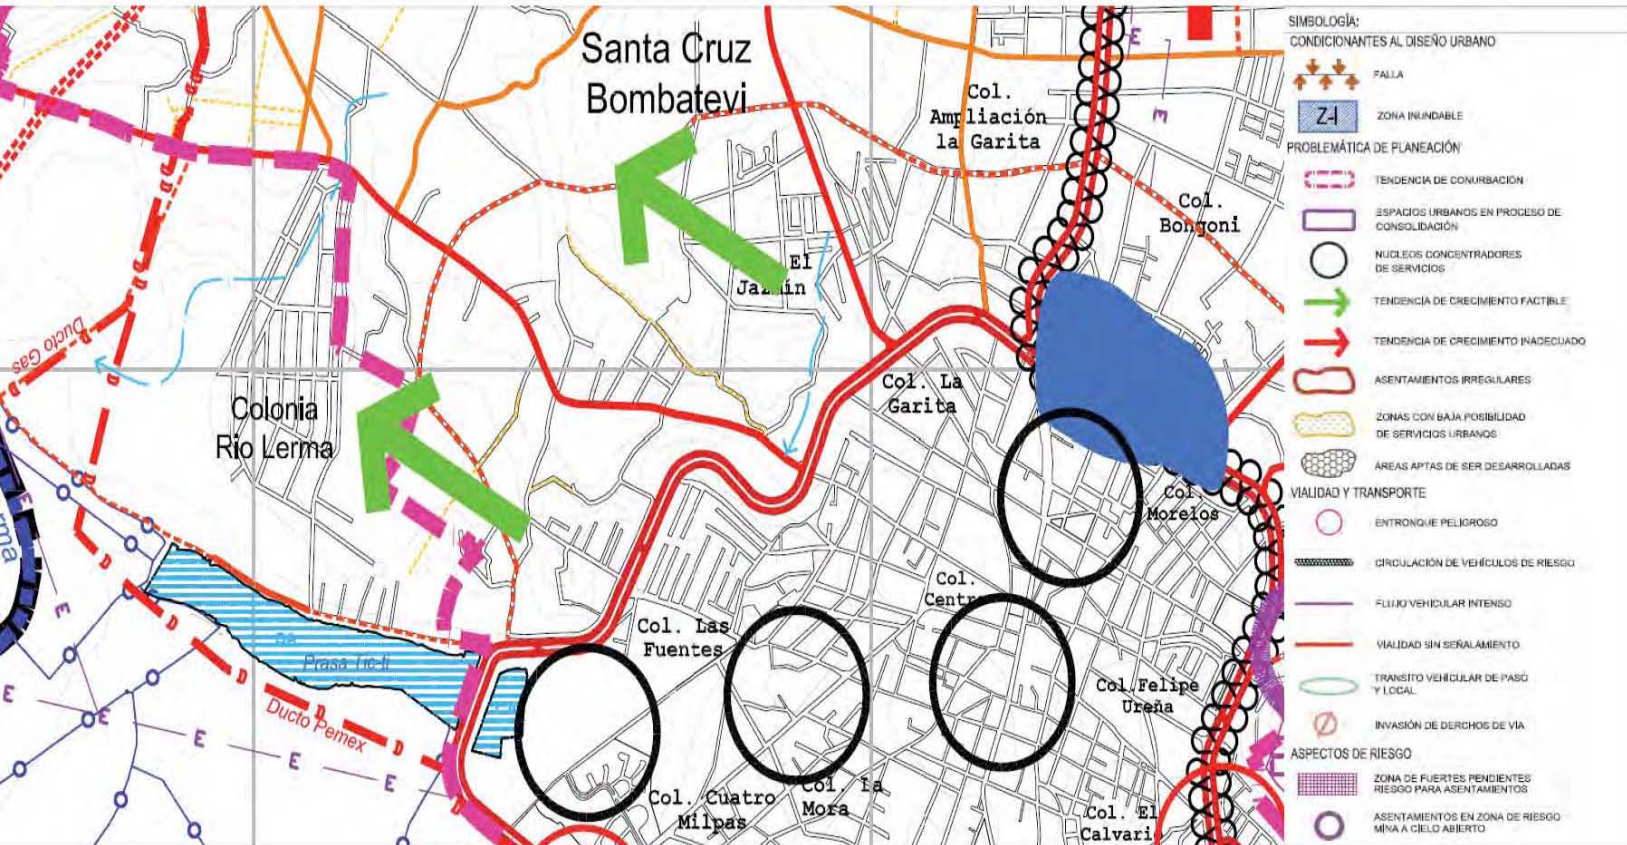 Santa Cruz
Bombatevi
Col.
Ampliación
la Garita
Col.
Bongoni
El
Jazmín
Ducto Gas
Colonia
Rio Lerma
Col. La
Garita
Col.
Morelos
Col.
Centro
Col. Las
Fuentes
Prasa Tic-ti
Ducto Pemex
Col.Felipe
Ureña
Col. Cuatro
Milpas
Col. la
Mora
Col. El
Calvario
E
E
E
E
E
E
E
E
D
D
D
D
D
D
D
SIMBOLOGÍA:
CONDICIONANTES AL DISEÑO URBANO
FALLA
Z-I
ZONA INUNDABLE
PROBLEMÁTICA DE PLANEACIÓN
TENDENCIA DE CONURBACIÓN
ESPACIOS URBANOS EN PROCESO DE
CONSOLIDACIÓN
NUCLEOS CONCENTRADORES
DE SERVICIOS
TENDENCIA DE CRECIMIENTO FACTIBLE
TENDENCIA DE CRECIMIENTO INADECUADO
ASENTAMIENTOS IRREGULARES
ZONAS CON BAJA POSIBILIDAD
DE SERVICIOS URBANOS
ÁREAS APTAS DE SER DESARROLLADAS
VIALIDAD Y TRANSPORTE
ENTRONQUE PELIGROSO
CIRCULACIÓN DE VEHÍCULOS DE RIESGO
FLUJO VEHICULAR INTENSO
VIALIDAD SIN SEÑALAMIENTO
TRANSITO VEHÍCULAR DE PASO
Y LOCAL
INVASIÓN DE DERCHOS DE VIA
ASPECTOS DE RIESGO
ZONA DE FUERTES PENDIENTES
RIESGO PARA ASENTAMIENTOS
ASENTAMIENTOS EN ZONA DE RIESGO
MINA A CIELO ABIERTO